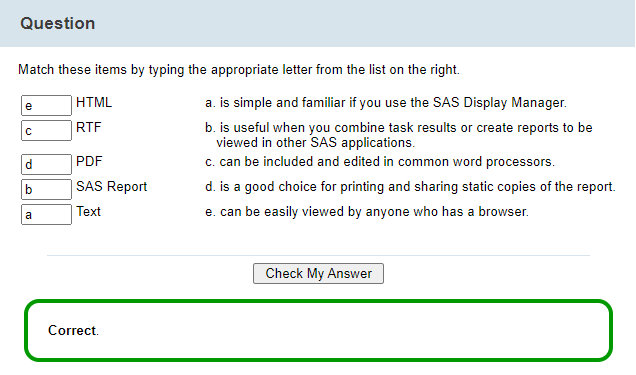 Question
Match these items by typing the appropriate letter from the list on the right.
e HTML a. is simple and familiar if you use the SAS Display Manager.
c RTF b. is useful when you combine task results or create reports to be
viewed in other SAS applications.
d PDF c. can be included and edited in common word processors.
b SAS Report d. is a good choice for printing and sharing static copies of the report.
a Text e. can be easily viewed by anyone who has a browser.
Check My Answer
Correct.